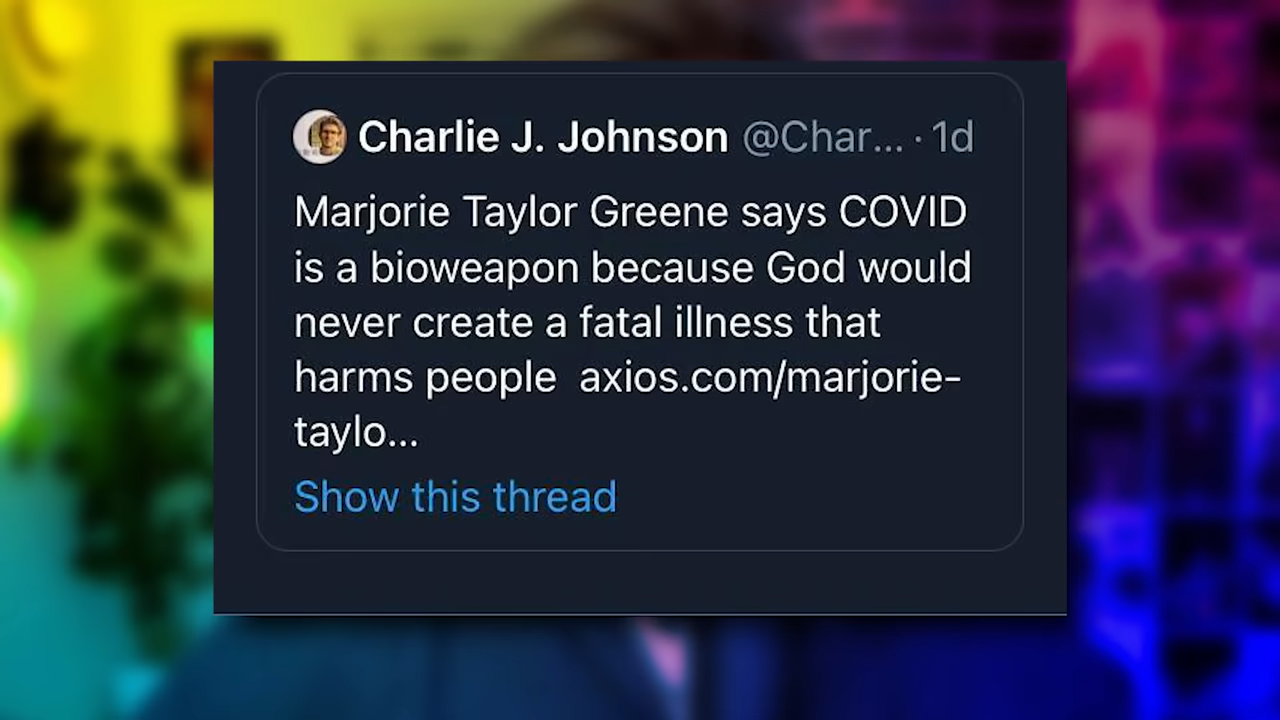 Charlie J. Johnson @Char... · 1d
Marjorie Taylor Greene says COVID
is a bioweapon because God would
never create a fatal illness that
harms people axios.com/marjorie-
taylo...
Show this thread